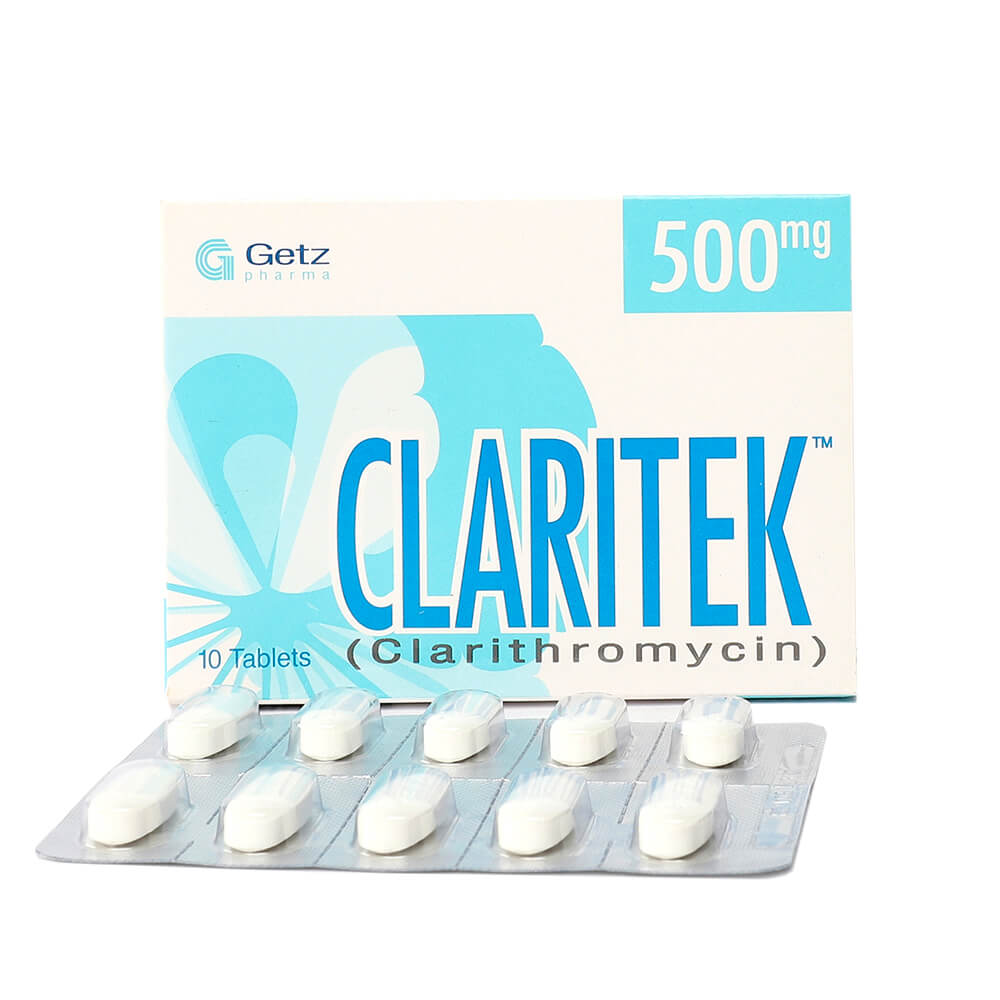 Getz
pharma
500mg
CLARITEK™
(Clarithromycin)
10 Tablets